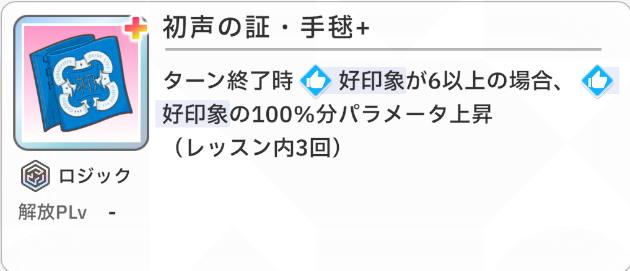 初声の証・手毬+
ターン終了時 好印象が6以上の場合、
好印象の100%分パラメータ上昇
（レッスン内3回）
ロジック
解放PLv -